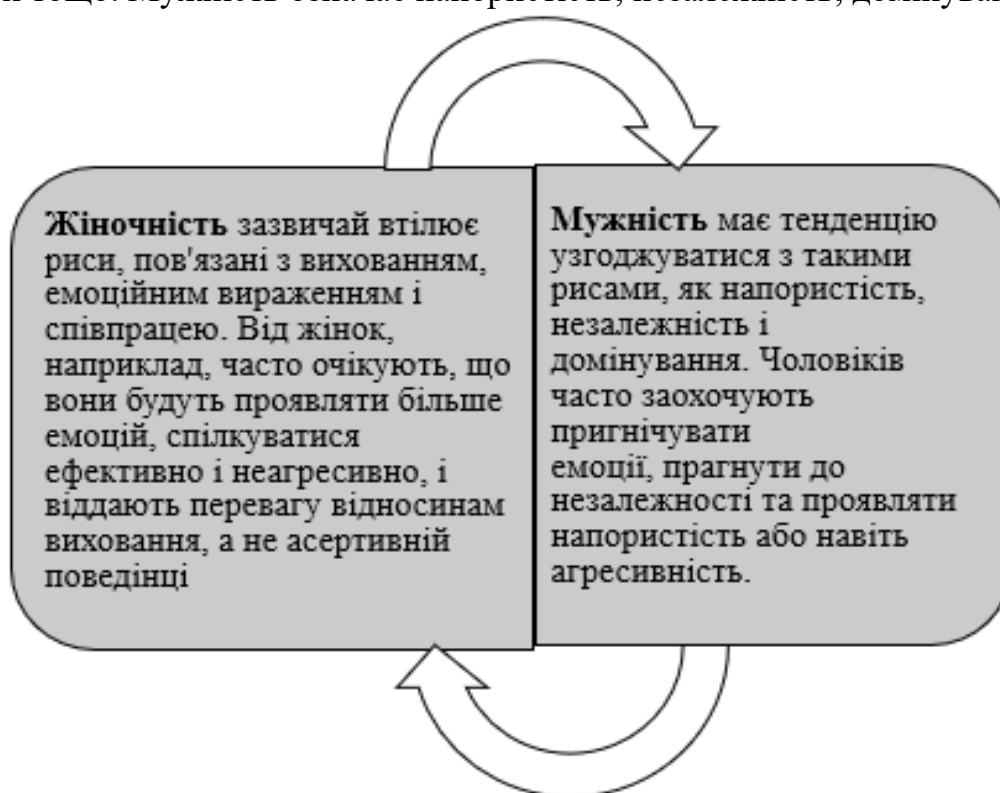 Жіночність зазвичай втілює
риси, пов'язані з вихованням,
емоційним вираженням і
співпрацею. Від жінок,
наприклад, часто очікують, що
вони будуть проявляти більше
емоцій, спілкуватися
ефективно і неагресивно, і
віддають перевагу відносинам
виховання, а не асертивній
поведінці
Мужність має тенденцію
узгоджуватися з такими
рисами, як напористість,
незалежність і
домінування. Чоловіків
часто заохочують
пригнічувати
емоції, прагнути до
незалежності та проявляти
напористість або навіть
агресивність.